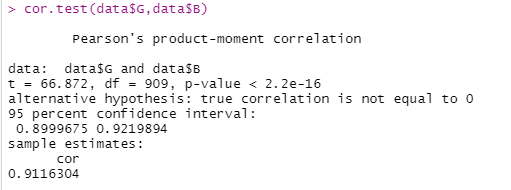 > cor.test(data$G,data$B)
Pearson's product-moment correlation
data:  data$G and data$B
t = 66.872, df = 909, p-value < 2.2e-16
alternative hypothesis: true correlation is not equal to 0
95 percent confidence interval:
0.8999675 0.9219894
sample estimates:
cor
0.9116304